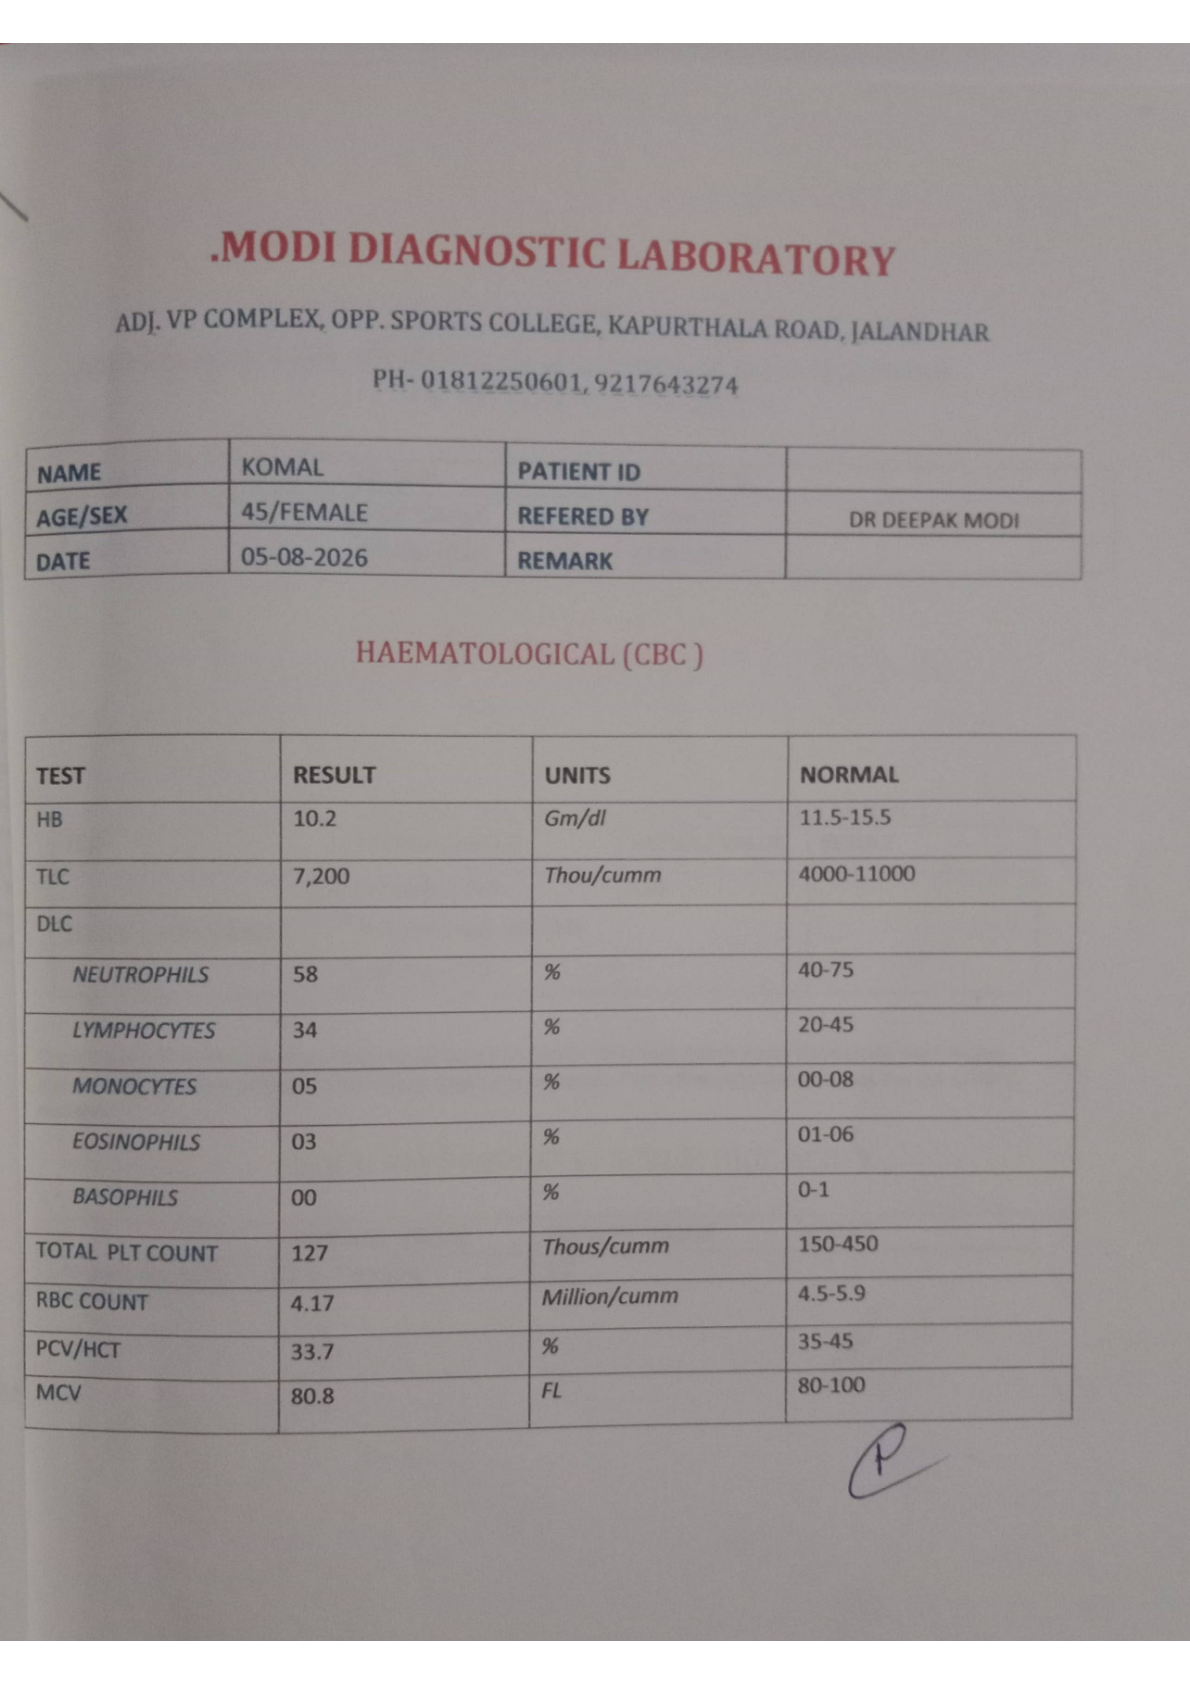 .MODI DIAGNOSTIC LABORATORY
ADJ. VP COMPLEX, OPP. SPORTS COLLEGE, KAPURTHALA ROAD, JALANDHAR
PH- 01812250601, 9217643274
NAME KOMAL PATIENT ID
AGE/SEX 45/FEMALE REFERED BY DR DEEPAK MODI
DATE 05-08-2026 REMARK
HAEMATOLOGICAL (CBC )
TEST RESULT UNITS NORMAL
HB 10.2 Gm/dl 11.5-15.5
TLC 7,200 Thou/cumm 4000-11000
DLC
NEUTROPHILS 58 % 40-75
LYMPHOCYTES 34 % 20-45
MONOCYTES 05 % 00-08
EOSINOPHILS 03 % 01-06
BASOPHILS 00 % 0-1
TOTAL PLT COUNT 127 Thous/cumm 150-450
RBC COUNT 4.17 Million/cumm 4.5-5.9
PCV/HCT 33.7 % 35-45
MCV 80.8 FL 80-100